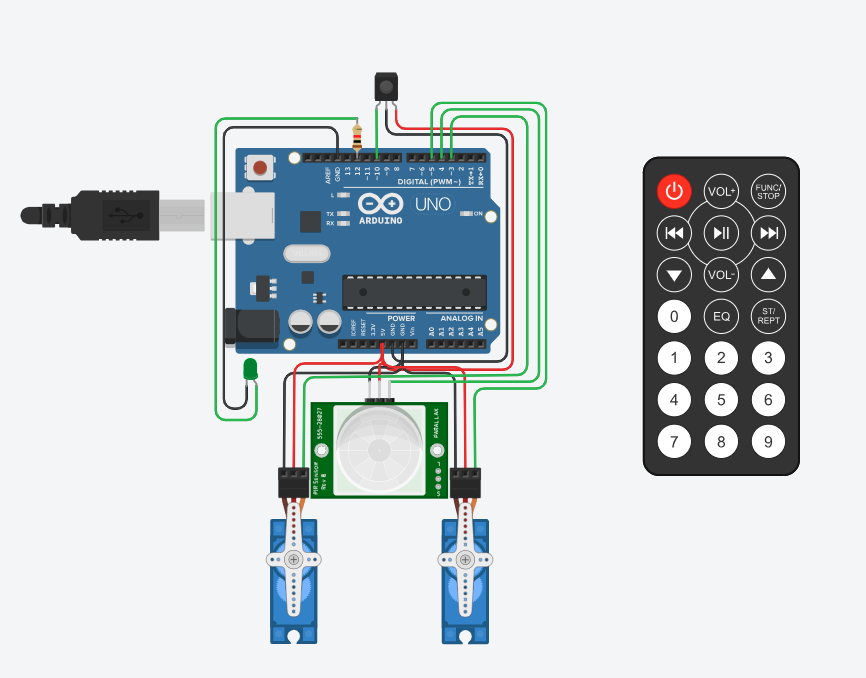 AREF
GND
13
12
~11
~10
~9
8
7
~6
~5
4
~3
2
TX→1
RX←0
DIGITAL (PWM~)
L
TX
RX
ARDUINO
UNO
ON
IOREF
RESET
3.3V
5V
GND
GND
Vin
POWER
ANALOG IN
A0
A1
A2
A3
A4
A5
555-28027
PARALLAX
PIR SENSOR
REV B
VOL+
FUNC/
STOP
VOL-
0
EQ
ST/
REPT
1
2
3
4
5
6
7
8
9